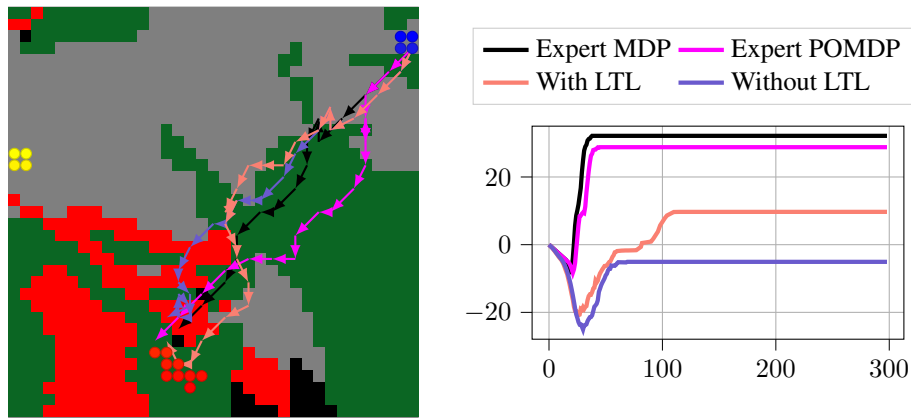 Expert MDP Expert POMDP
With LTL Without LTL
20
0
−20
0 100 200 300